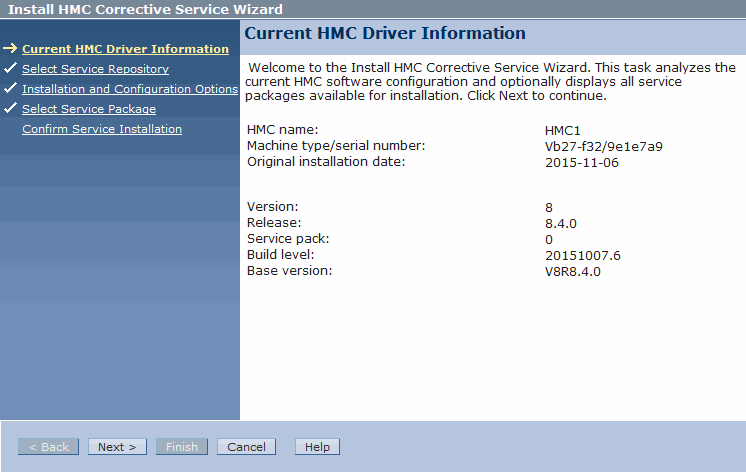 Install HMC Corrective Service Wizard
Current HMC Driver Information
Select Service Repository
Installation and Configuration Options
Select Service Package
Confirm Service Installation
Current HMC Driver Information
Welcome to the Install HMC Corrective Service Wizard. This task analyzes the
current HMC software configuration and optionally displays all service
packages available for installation. Click Next to continue.
HMC name: HMC1
Machine type/serial number: Vb27-f32/9e1e7a9
Original installation date: 2015-11-06
Version: 8
Release: 8.4.0
Service pack: 0
Build level: 20151007.6
Base version: V8R8.4.0
< Back Next > Finish Cancel Help